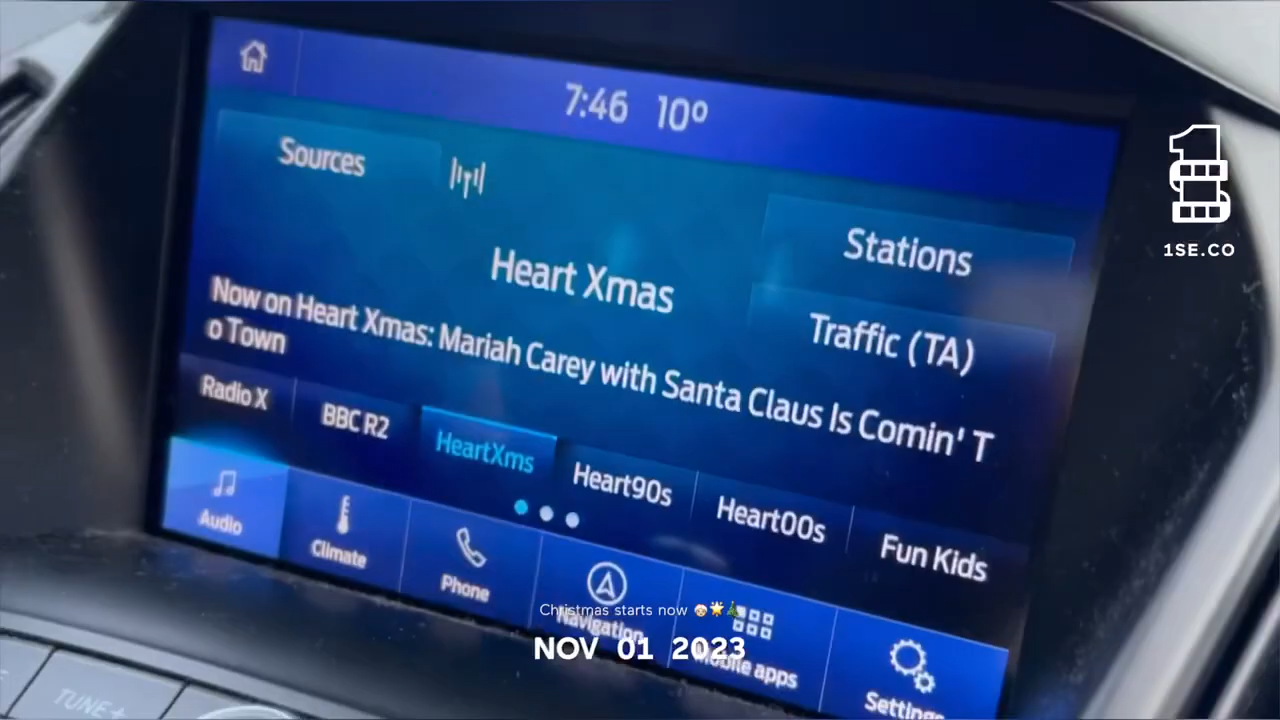 7:46 10°
Sources
Stations
Heart Xmas
Traffic (TA)
Now on Heart Xmas: Mariah Carey with Santa Claus Is Comin' T
o Town
Radio X
BBC R2
HeartXms
Heart90s
Heart00s
Fun Kids
Audio
Climate
Phone
Navigation
Mobile apps
Settings
Christmas starts now 🎅🌟🎄
NOV 01 2023
TUNE+
1SE.CO